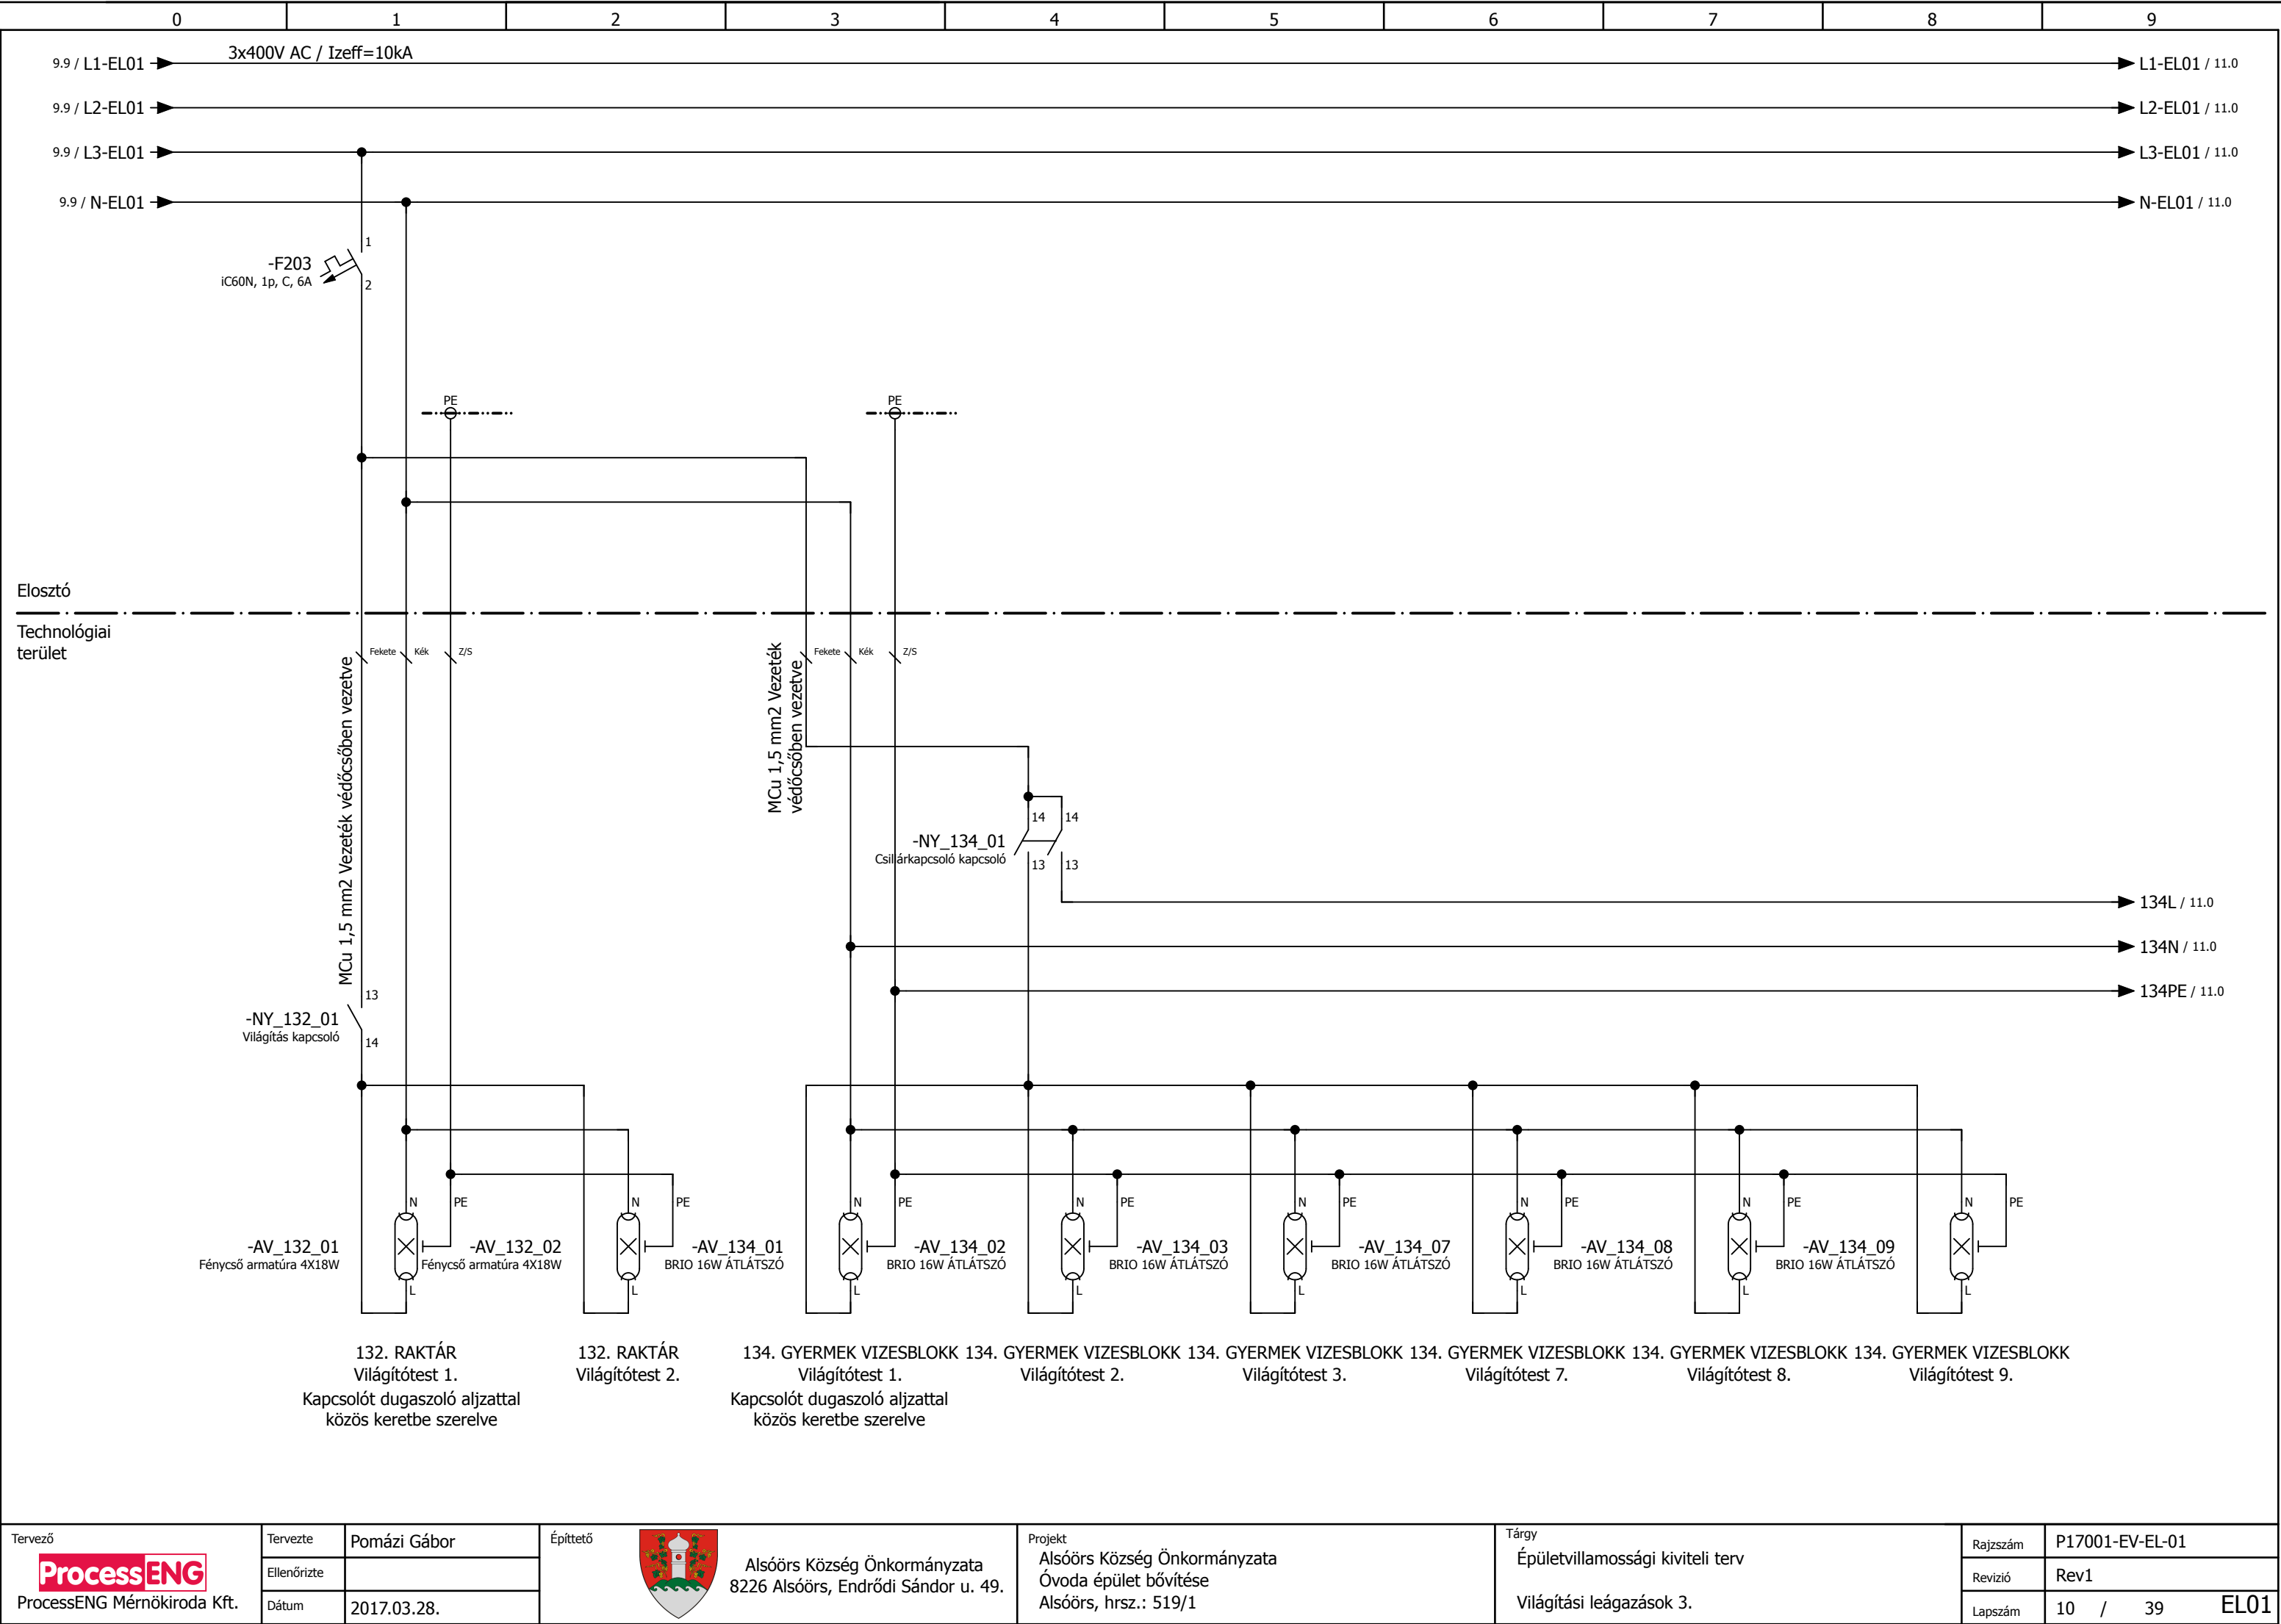 0 1 2 3 4 5 6 7 8 9
3x400V AC / Izeff=10kA
9.9 / L1-EL01
L1-EL01 / 11.0
9.9 / L2-EL01
L2-EL01 / 11.0
9.9 / L3-EL01
L3-EL01 / 11.0
9.9 / N-EL01
N-EL01 / 11.0
1
-F203
iC60N, 1p, C, 6A
2
PE
PE
Elosztó
Technológiai
terület
Fekete Kék Z/S
Fekete Kék Z/S
MCu 1,5 mm2 Vezeték védőcsőben vezetve
MCu 1,5 mm2 Vezeték
védőcsőben vezetve
14 14
-NY_134_01
Csillárkapcsoló kapcsoló
13 13
134L / 11.0
134N / 11.0
134PE / 11.0
13
-NY_132_01
Világítás kapcsoló
14
N PE N PE N PE N PE N PE N PE N PE N PE
-AV_132_01
Fénycső armatúra 4X18W
-AV_132_02
Fénycső armatúra 4X18W
-AV_134_01
BRIO 16W ÁTLÁTSZÓ
-AV_134_02
BRIO 16W ÁTLÁTSZÓ
-AV_134_03
BRIO 16W ÁTLÁTSZÓ
-AV_134_07
BRIO 16W ÁTLÁTSZÓ
-AV_134_08
BRIO 16W ÁTLÁTSZÓ
-AV_134_09
BRIO 16W ÁTLÁTSZÓ
L L L L L L L L
132. RAKTÁR
Világítótest 1.
Kapcsolót dugaszoló aljzattal
közös keretbe szerelve
132. RAKTÁR
Világítótest 2.
134. GYERMEK VIZESBLOKK
Világítótest 1.
Kapcsolót dugaszoló aljzattal
közös keretbe szerelve
134. GYERMEK VIZESBLOKK
Világítótest 2.
134. GYERMEK VIZESBLOKK
Világítótest 3.
134. GYERMEK VIZESBLOKK
Világítótest 7.
134. GYERMEK VIZESBLOKK
Világítótest 8.
134. GYERMEK VIZESBLOKK
Világítótest 9.
Tervező
ProcessENG
ProcessENG Mérnökiroda Kft.
Tervezte Pomázi Gábor
Ellenőrizte
Dátum 2017.03.28.
Építtető
Alsóörs Község Önkormányzata
8226 Alsóörs, Endrődi Sándor u. 49.
Projekt
Alsóörs Község Önkormányzata
Óvoda épület bővítése
Alsóörs, hrsz.: 519/1
Tárgy
Épületvillamossági kiviteli terv
Világítási leágazások 3.
Rajzszám P17001-EV-EL-01
Revizió Rev1
Lapszám 10 / 39 EL01